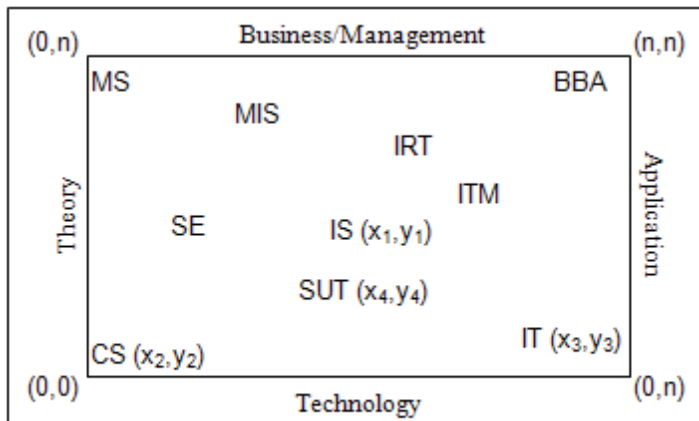 (0,n) Business/Management (n,n)
MS BBA
MIS
IRT
ITM
Theory
Application
SE
IS (x₁,y₁)
SUT (x₄,y₄)
IT (x₃,y₃)
CS (x₂,y₂)
(0,0) Technology (0,n)